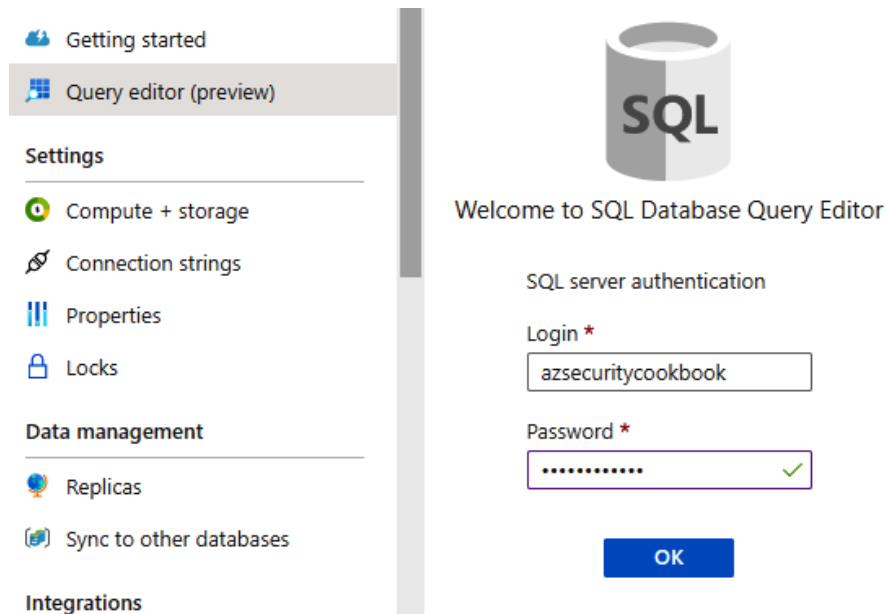 Getting started
Query editor (preview)
Settings
Compute + storage
Connection strings
Properties
Locks
Data management
Replicas
Sync to other databases
Integrations
SQL
Welcome to SQL Database Query Editor
SQL server authentication
Login *
azsecuritycookbook
Password *
••••••••••••
OK